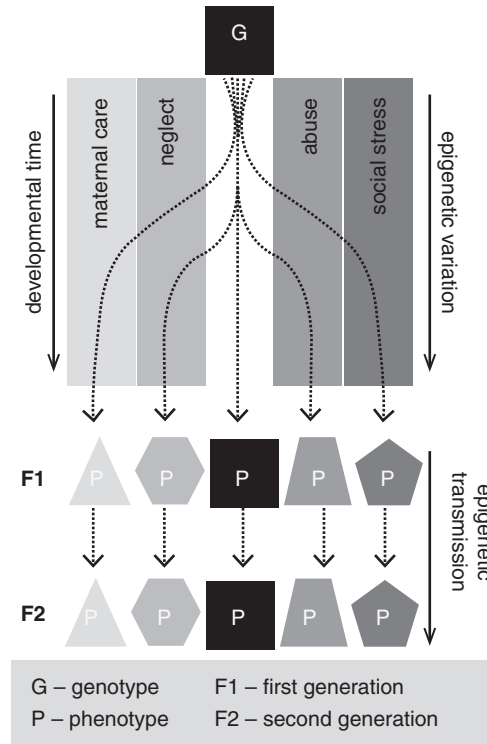 G
developmental time
maternal care
neglect
abuse
social stress
epigenetic variation
F1
P
P
P
P
P
epigenetic
transmission
F2
P
P
P
P
P
G – genotype
F1 – first generation
P – phenotype
F2 – second generation